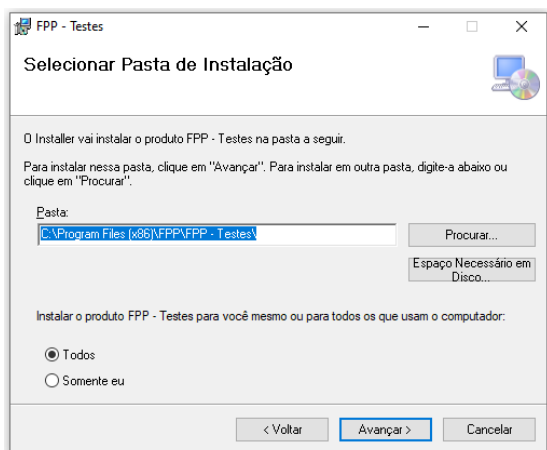 FPP - Testes
Selecionar Pasta de Instalação
O Installer vai instalar o produto FPP - Testes na pasta a seguir.
Para instalar nessa pasta, clique em "Avançar". Para instalar em outra pasta, digite-a abaixo ou
clique em "Procurar".
Pasta:
C:\Program Files (x86)\FPP\FPP - Testes\
Procurar...
Espaço Necessário em
Disco...
Instalar o produto FPP - Testes para você mesmo ou para todos os que usam o computador:
Todos
Somente eu
< Voltar
Avançar >
Cancelar